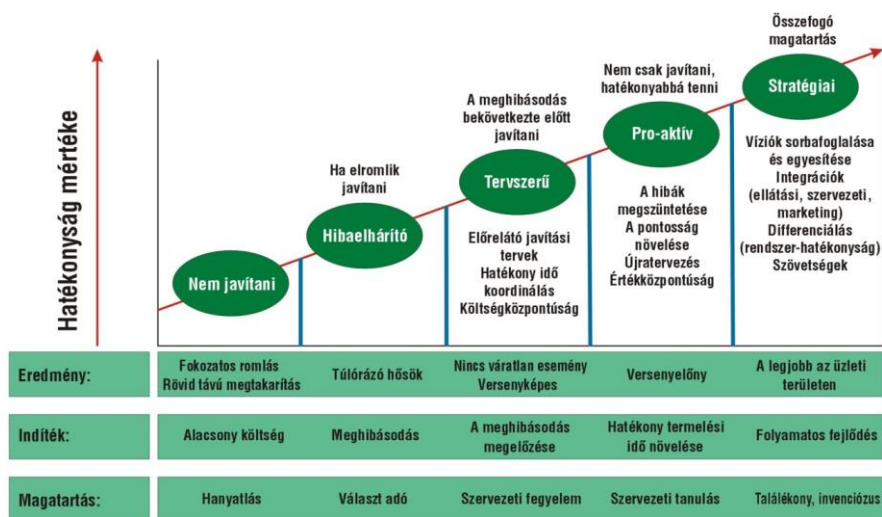 Hatékonyság mértéke
Nem javítani
Ha elromlik
javítani
Hibaelhárító
A meghibásodás
bekövetkezte előtt
javítani
Tervszerű
Előrelátó javítási
tervek
Hatékony idő
koordinálás
Költségközpontúság
Nem csak javítani,
hatékonyabbá tenni
Pro-aktív
A hibák
megszüntetése
A pontosság
növelése
Újratervezés
Értékközpontúság
Összefogó
magatartás
Stratégiai
Víziók sorbafoglalása
és egyesítése
Integrációk
(ellátási, szervezeti,
marketing)
Differenciálás
(rendszer-hatékonyság)
Szövetségek
Eredmény:
Fokozatos romlás
Rövid távú megtakarítás
Túlórázó hősök
Nincs váratlan esemény
Versenyképes
Versenyelőny
A legjobb az üzleti
területen
Indíték:
Alacsony költség
Meghibásodás
A meghibásodás
megelőzése
Hatékony termelési
idő növelése
Folyamatos fejlődés
Magatartás:
Hanyatlás
Választ adó
Szervezeti fegyelem
Szervezeti tanulás
Találékony, invenciózus